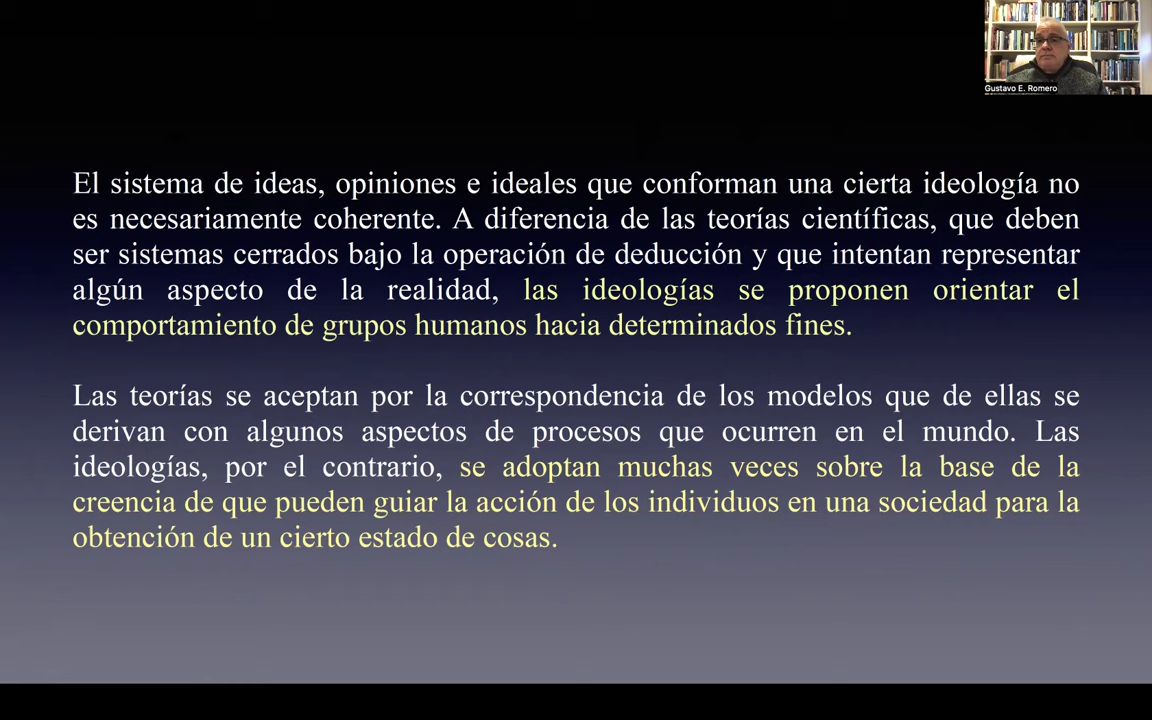 Gustavo E. Romero
El sistema de ideas, opiniones e ideales que conforman una cierta ideología no
es necesariamente coherente. A diferencia de las teorías científicas, que deben
ser sistemas cerrados bajo la operación de deducción y que intentan representar
algún aspecto de la realidad, las ideologías se proponen orientar el
comportamiento de grupos humanos hacia determinados fines.
Las teorías se aceptan por la correspondencia de los modelos que de ellas se
derivan con algunos aspectos de procesos que ocurren en el mundo. Las
ideologías, por el contrario, se adoptan muchas veces sobre la base de la
creencia de que pueden guiar la acción de los individuos en una sociedad para la
obtención de un cierto estado de cosas.